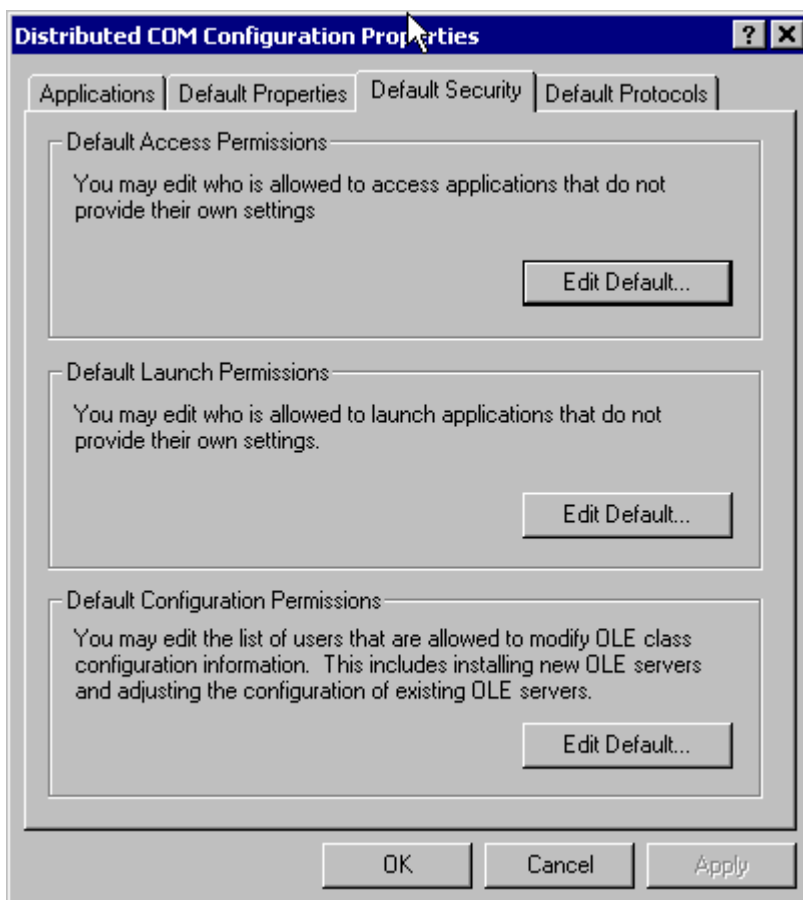 Distributed COM Configuration Properties
Applications
Default Properties
Default Security
Default Protocols
Default Access Permissions
You may edit who is allowed to access applications that do not
provide their own settings
Edit Default...
Default Launch Permissions
You may edit who is allowed to launch applications that do not
provide their own settings.
Edit Default...
Default Configuration Permissions
You may edit the list of users that are allowed to modify OLE class
configuration information.  This includes installing new OLE servers
and adjusting the configuration of existing OLE servers.
Edit Default...
OK
Cancel
Apply